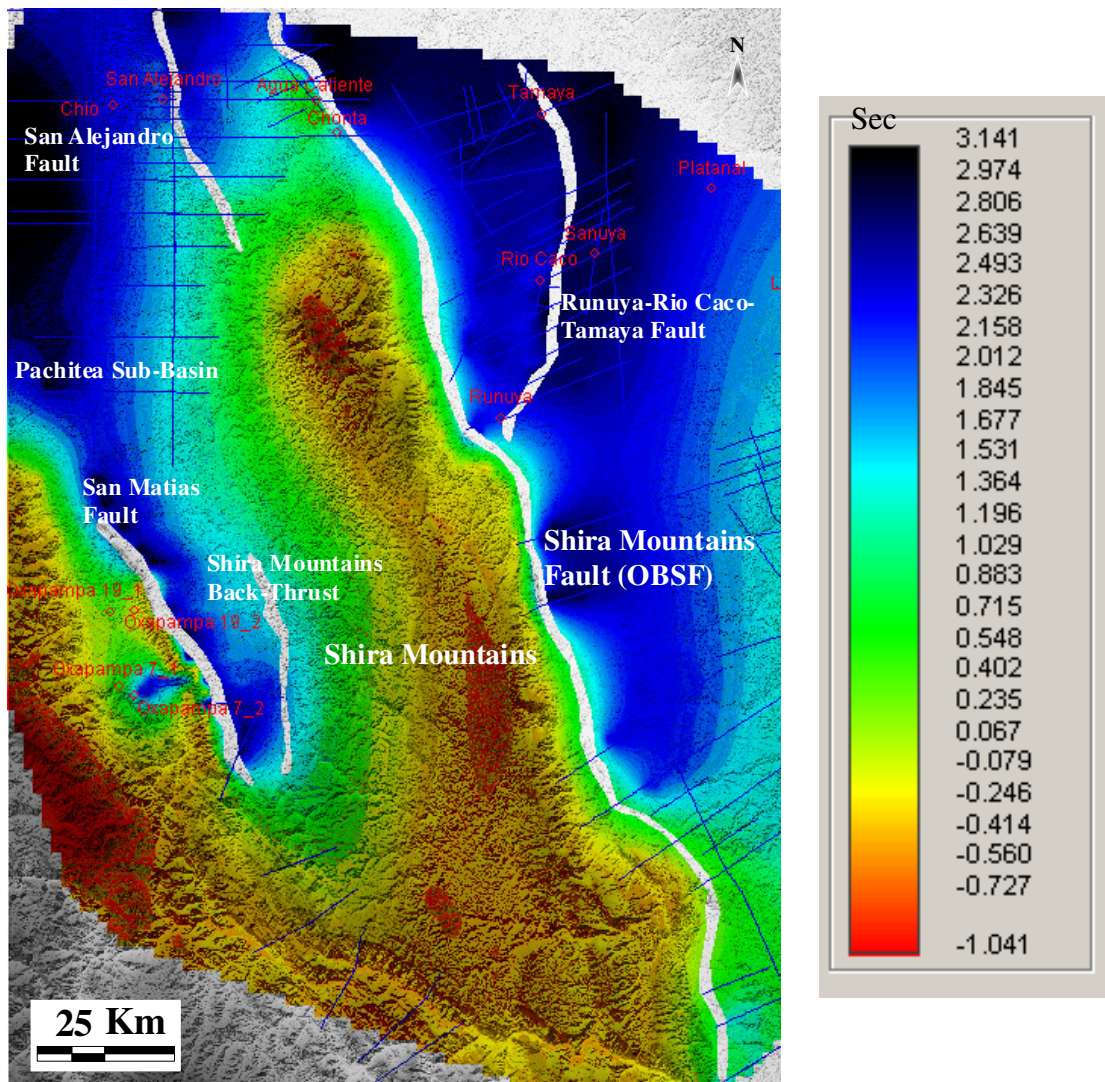 N
San Alejandro
Agua Caliente
Chio
Tamaya
Chonta
San Alejandro
Fault
Platanal
Sanuya
Rio Caco
Runuya-Rio Caco-
Tamaya Fault
Pachitea Sub-Basin
Runuya
San Matias
Fault
Shira Mountains
Fault (OBSF)
Shira Mountains
Back-Thrust
Oxapampa 19_1
Oxapampa 19_2
Shira Mountains
Oxapampa 7_1
Oxapampa 7_2
25 Km
Sec
3.141
2.974
2.806
2.639
2.493
2.326
2.158
2.012
1.845
1.677
1.531
1.364
1.196
1.029
0.883
0.715
0.548
0.402
0.235
0.067
-0.079
-0.246
-0.414
-0.560
-0.727
-1.041